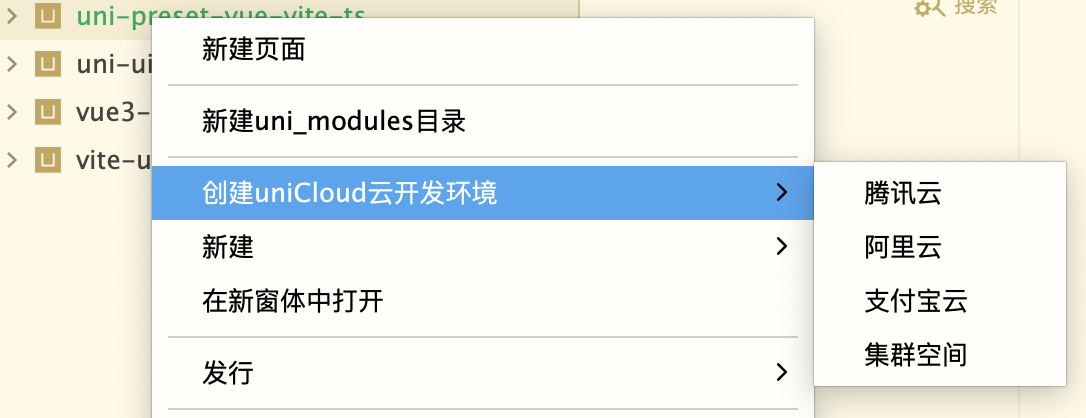 uni-preset-vue-vite-ts
搜索
uni-ui
vue3-
vite-u
新建页面
新建uni_modules目录
创建uniCloud云开发环境
新建
在新窗体中打开
发行
腾讯云
阿里云
支付宝云
集群空间